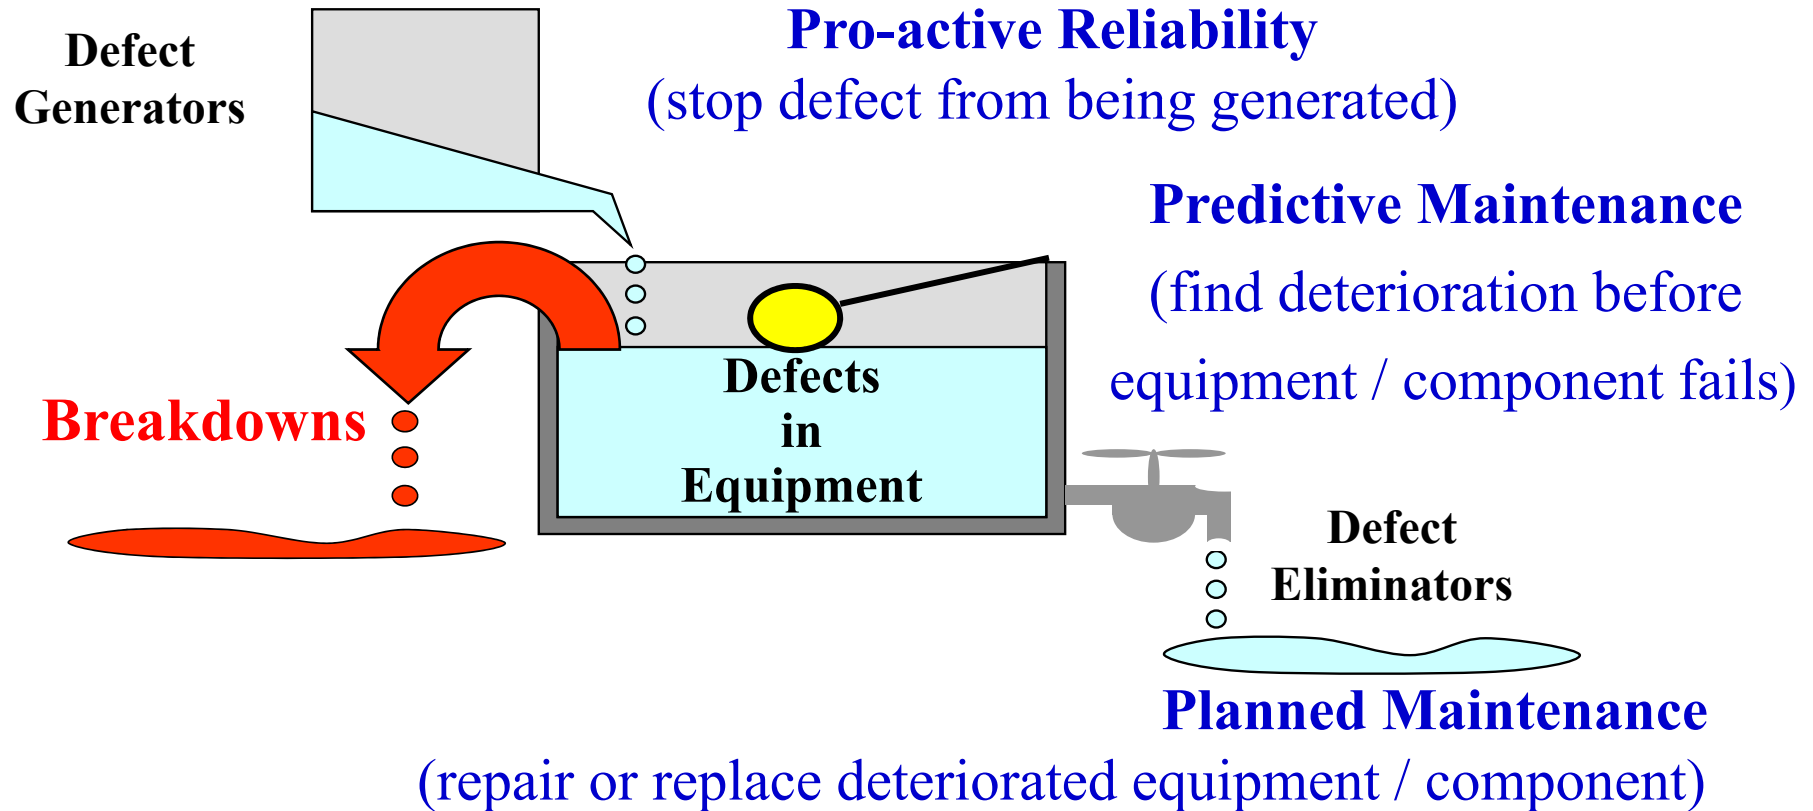 Defect
Generators
Pro-active Reliability
(stop defect from being generated)
Predictive Maintenance
(find deterioration before
equipment / component fails)
Breakdowns
Defects
in
Equipment
Defect
Eliminators
Planned Maintenance
(repair or replace deteriorated equipment / component)